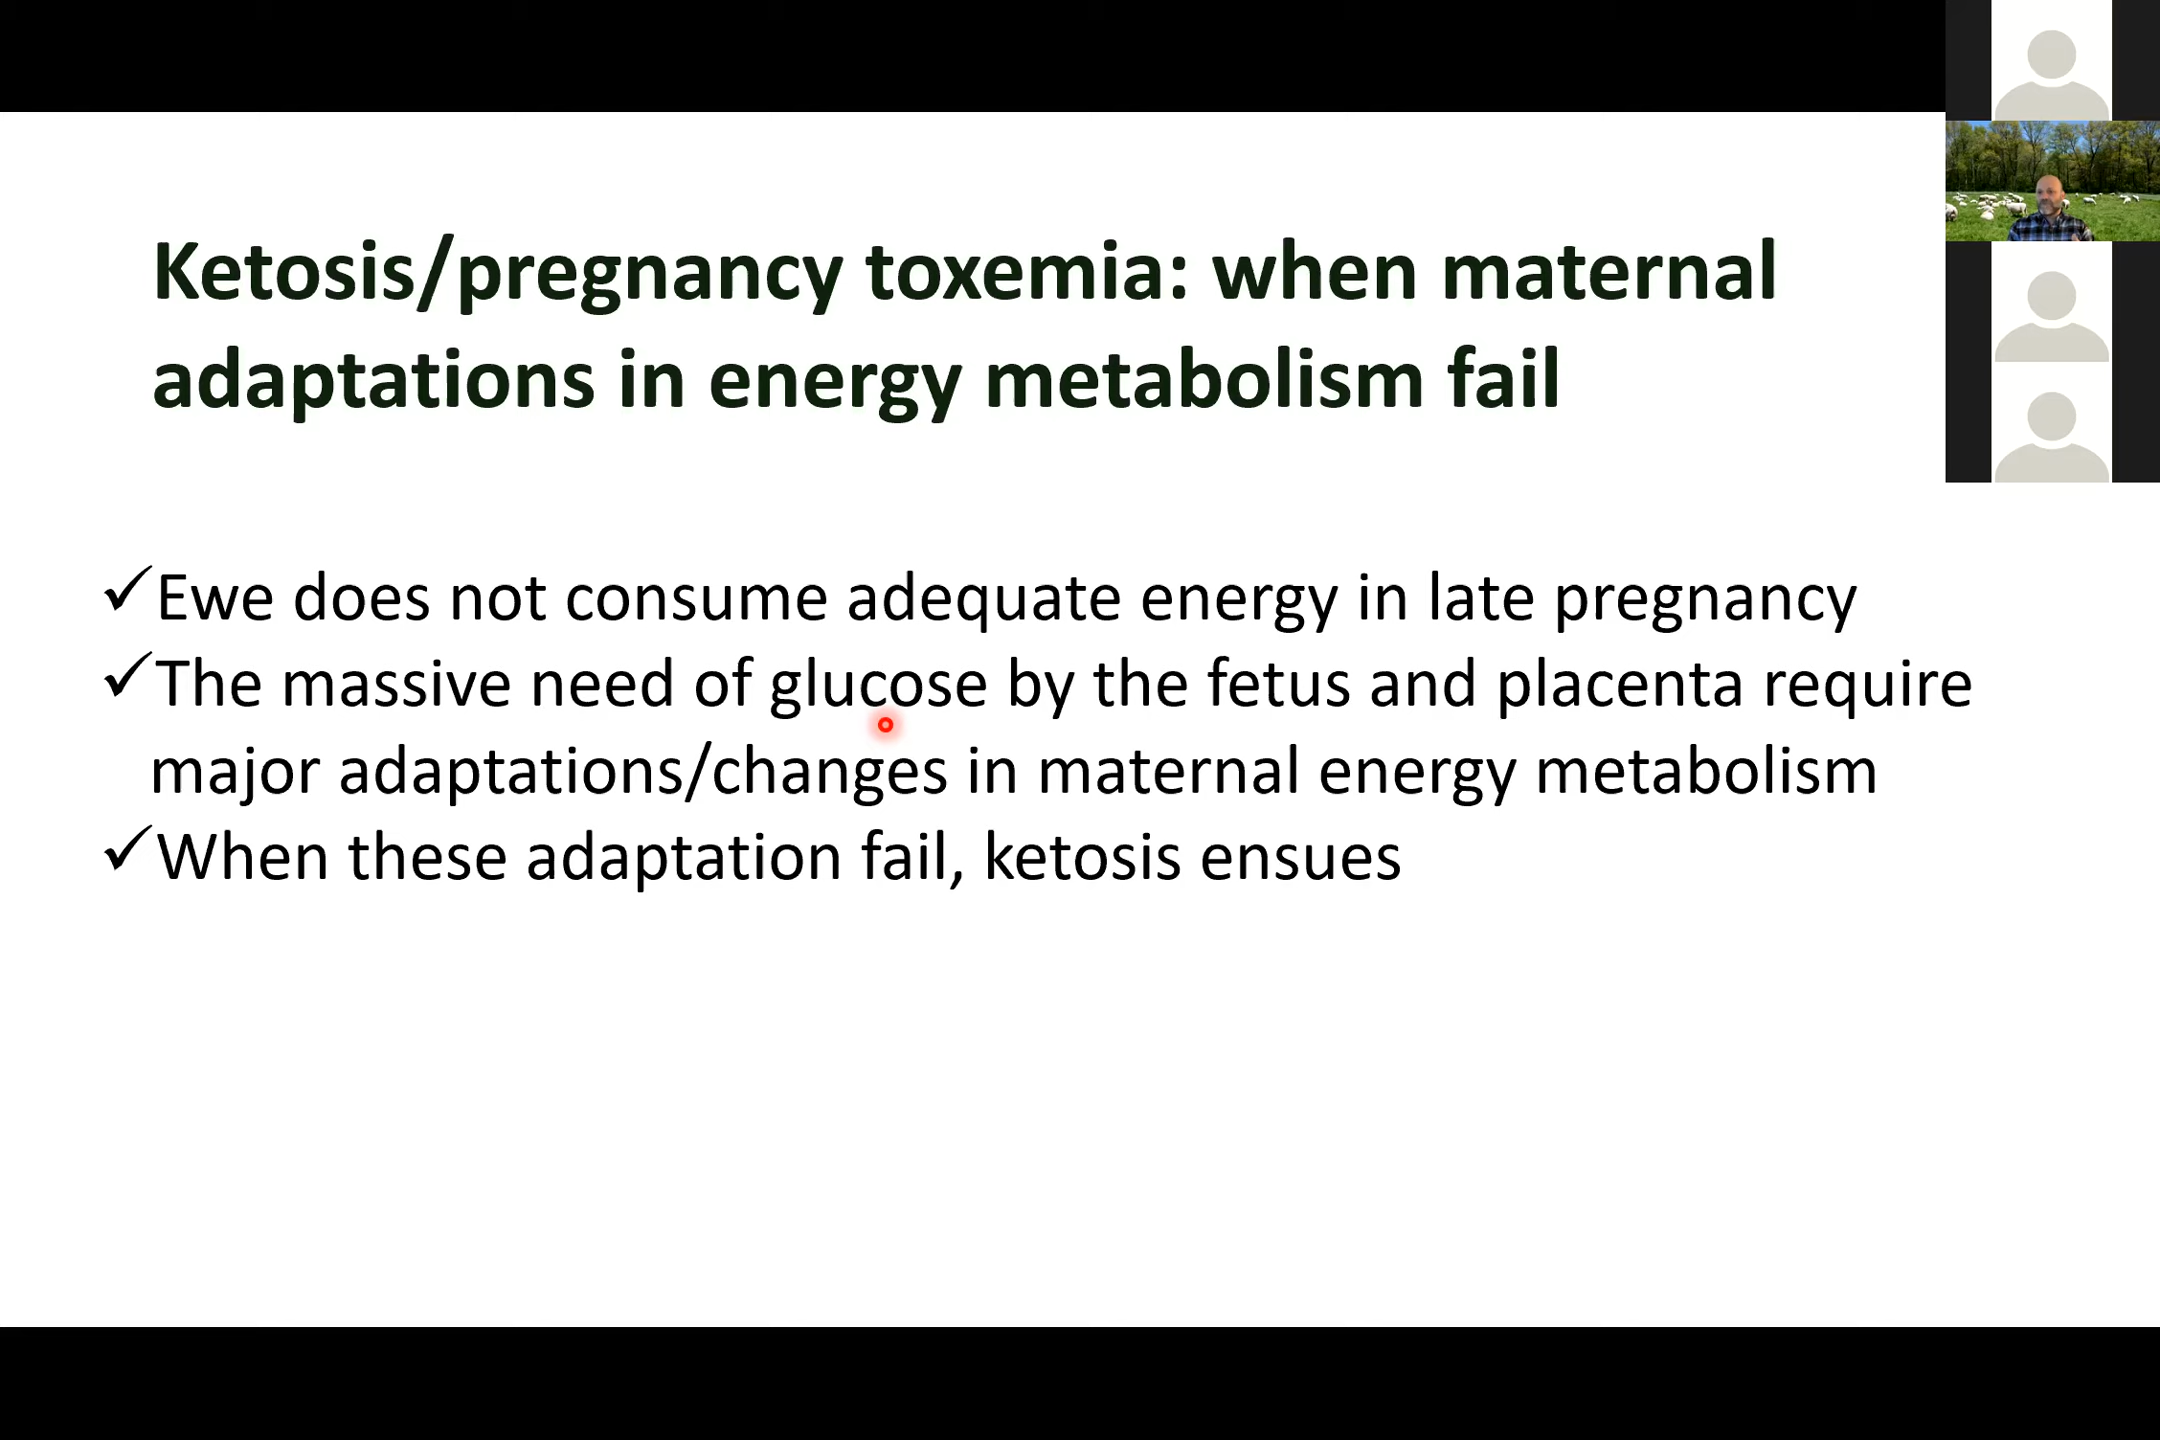 Ketosis/pregnancy toxemia: when maternal
adaptations in energy metabolism fail
✓Ewe does not consume adequate energy in late pregnancy
✓The massive need of glucose by the fetus and placenta require
major adaptations/changes in maternal energy metabolism
✓When these adaptation fail, ketosis ensues